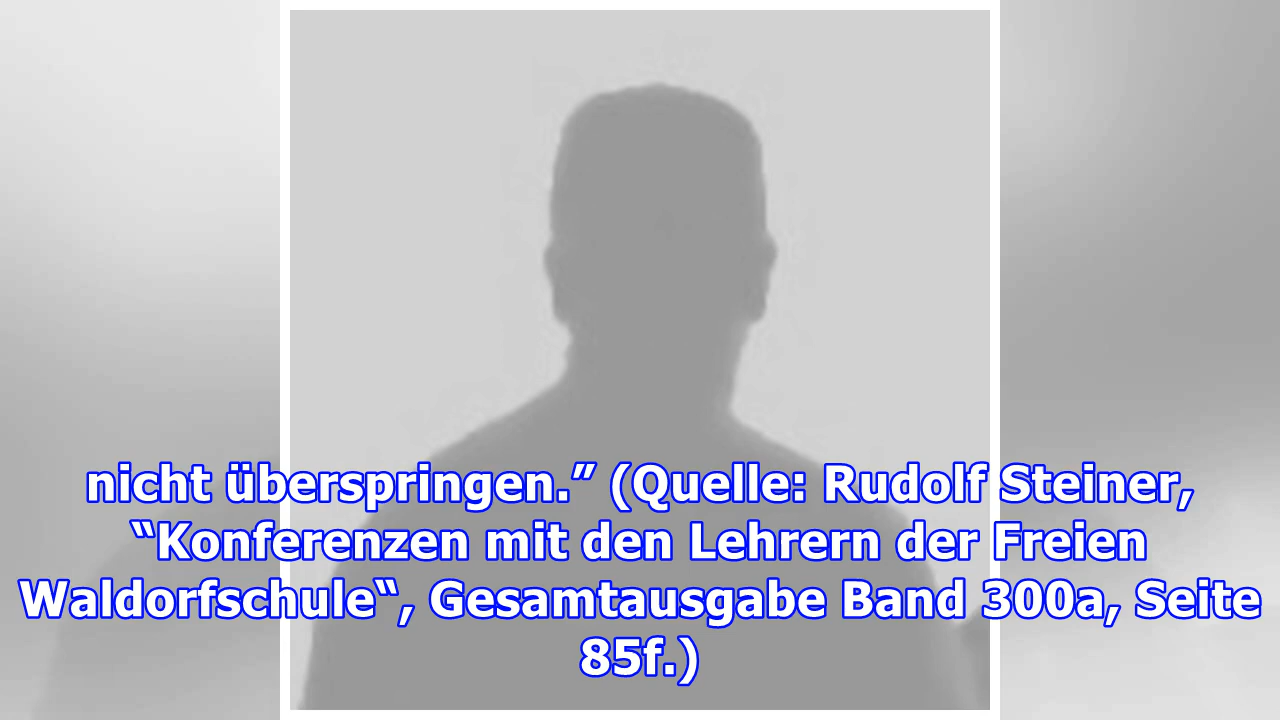 nicht überspringen.” (Quelle: Rudolf Steiner,
“Konferenzen mit den Lehrern der Freien
Waldorfschule“, Gesamtausgabe Band 300a, Seite
85f.)